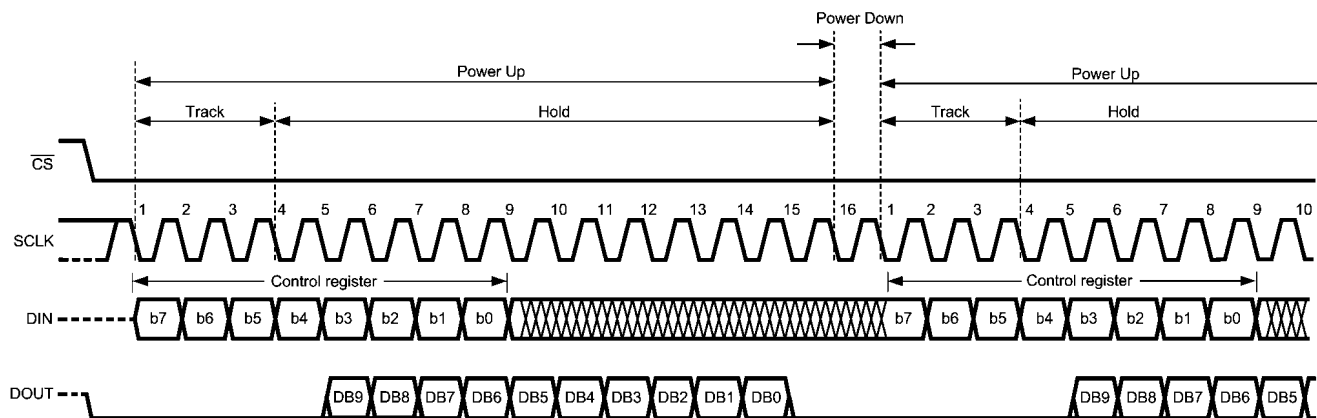 Power Down
Power Up Power Up
Track Hold Track Hold
CS
1 2 3 4 5 6 7 8 9 10 11 12 13 14 15 16 1 2 3 4 5 6 7 8 9 10
SCLK
Control register Control register
DIN b7 b6 b5 b4 b3 b2 b1 b0 b7 b6 b5 b4 b3 b2 b1 b0
DOUT DB9 DB8 DB7 DB6 DB5 DB4 DB3 DB2 DB1 DB0 DB9 DB8 DB7 DB6 DB5